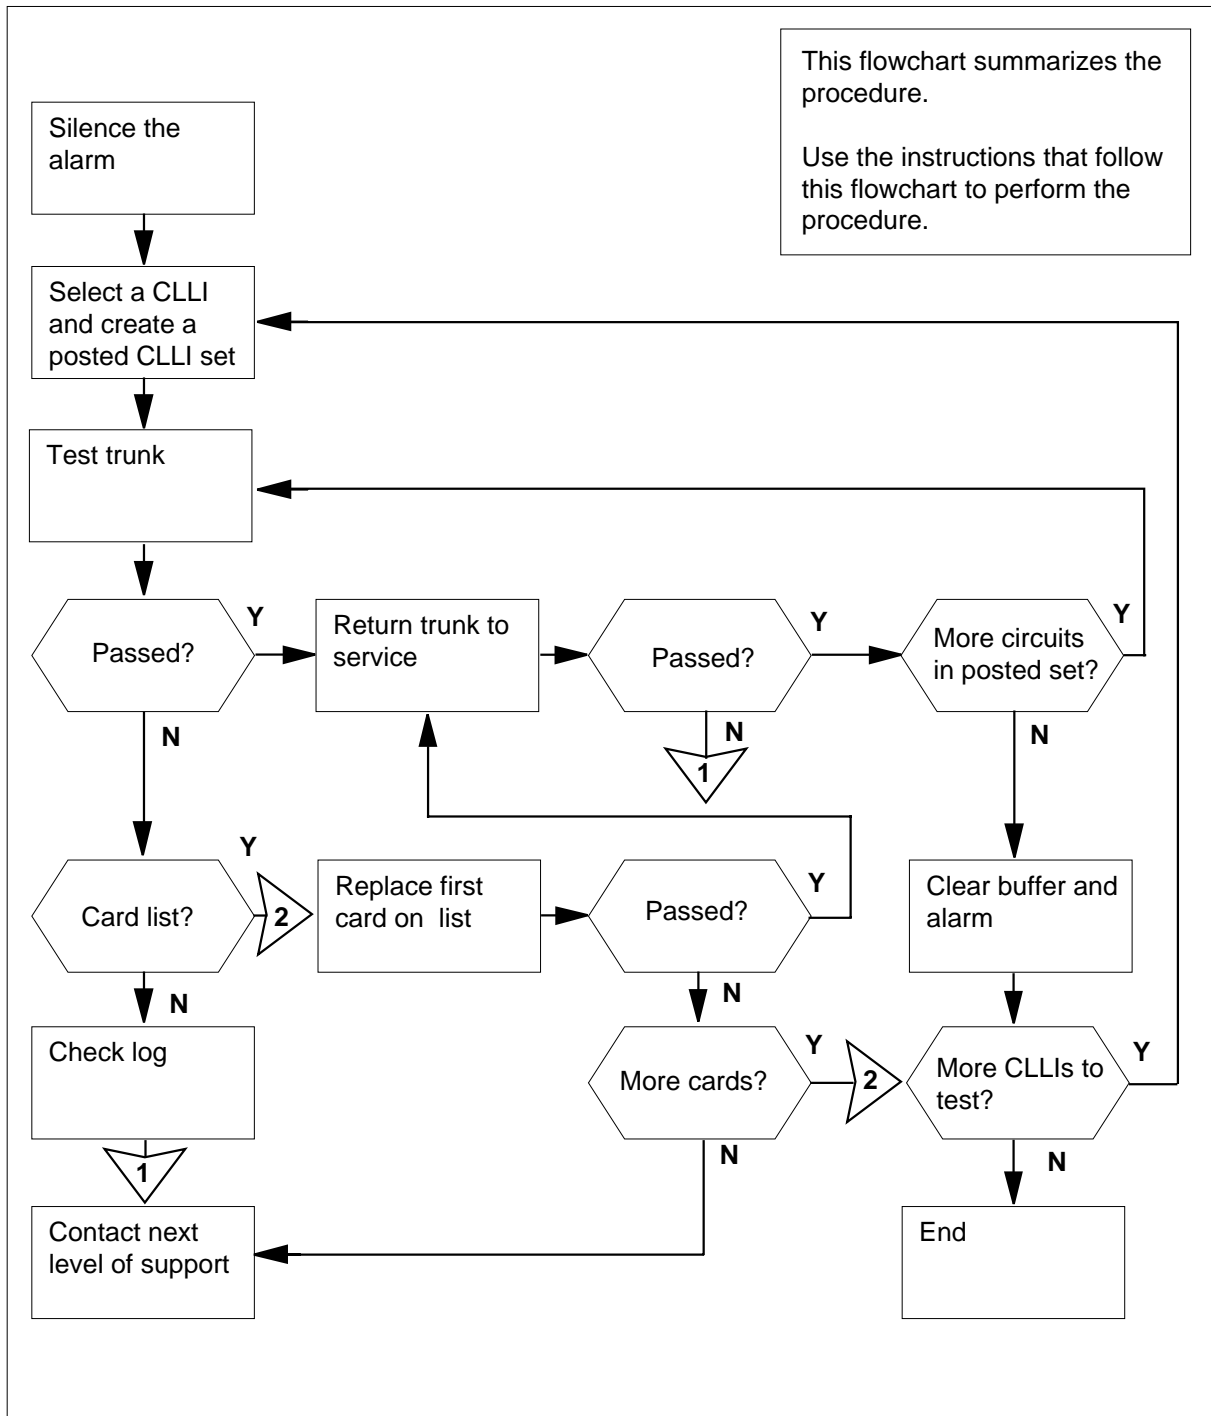 This flowchart summarizes the
procedure.
Use the instructions that follow
this flowchart to perform the
procedure.
Silence the
alarm
Select a CLLI
and create a
posted CLLI set
Test trunk
Passed?
Y
N
Return trunk to
service
Passed?
Y
N
1
More circuits
in posted set?
Y
N
Card list?
Y
2
N
Replace first
card on list
Passed?
Y
N
Clear buffer and
alarm
Check log
1
More cards?
Y
2
N
More CLLIs to
test?
Y
N
Contact next
level of support
End